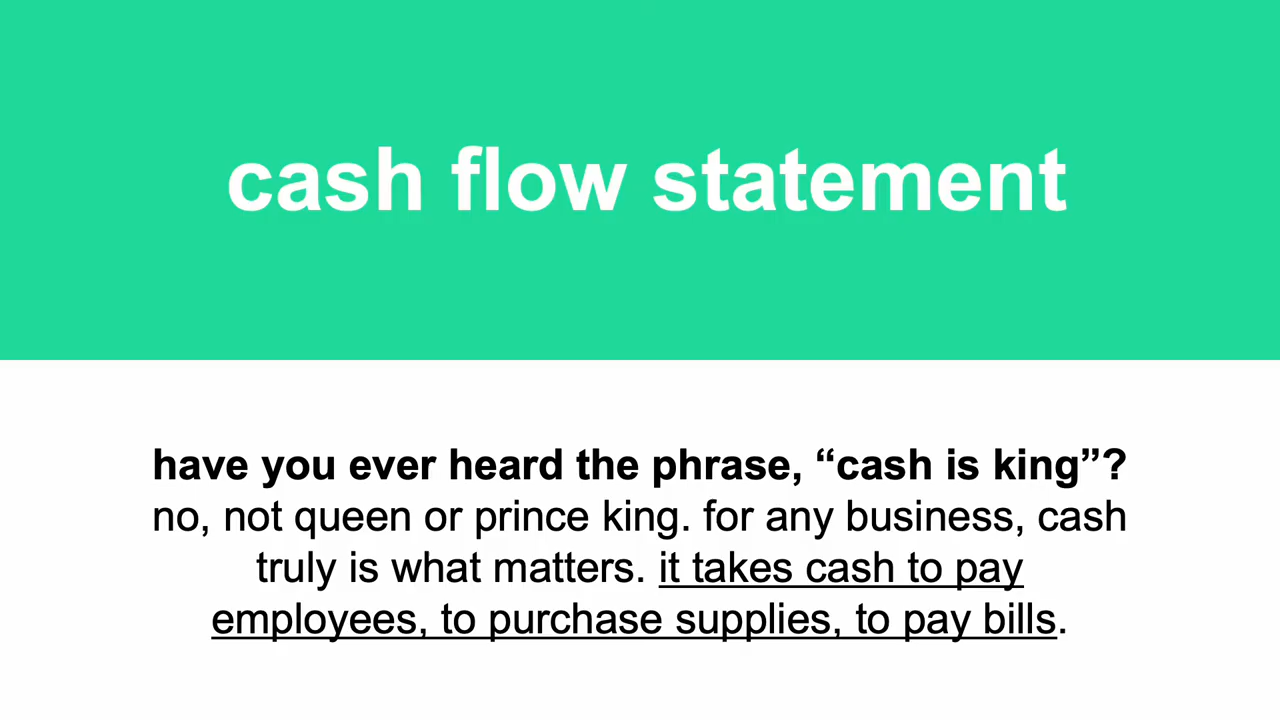 cash flow statement
have you ever heard the phrase, “cash is king”?
no, not queen or prince king. for any business, cash
truly is what matters. it takes cash to pay
employees, to purchase supplies, to pay bills.